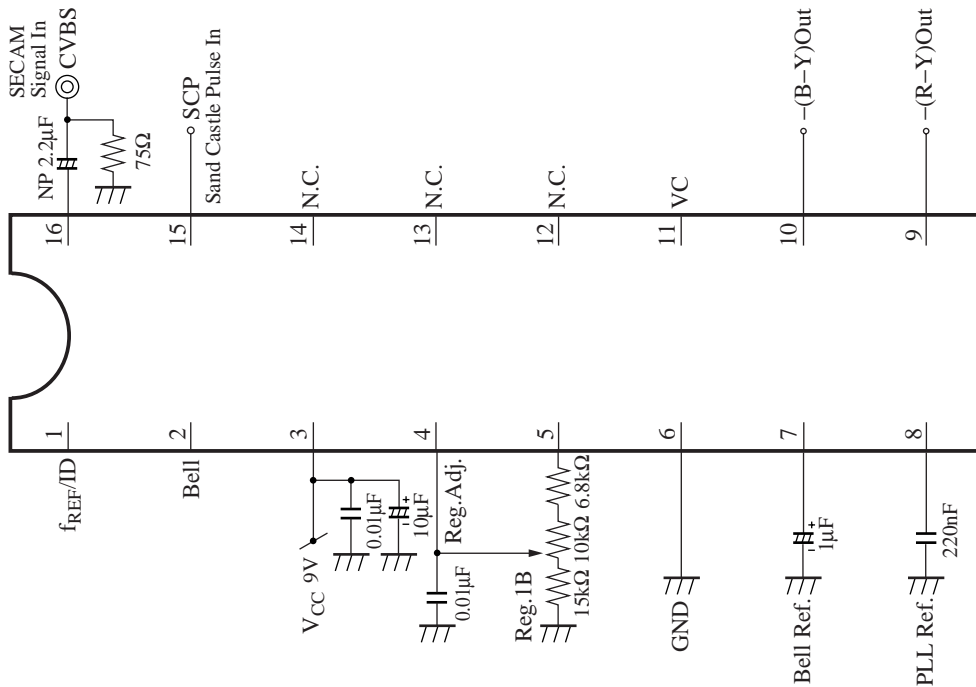 SECAM
Signal In
CVBS
NP 2.2μF
75Ω
SCP
Sand Castle Pulse In
N.C.
N.C.
N.C.
VC
–(B–Y)Out
–(R–Y)Out
16
15
14
13
12
11
10
9
1
2
3
4
5
6
7
8
fREF/ID
Bell
VCC 9V
0.01μF
+
-
10μF
Reg.Adj.
0.01μF
Reg.1B
15kΩ 10kΩ 6.8kΩ
GND
Bell Ref.
+
-
1μF
PLL Ref.
220nF